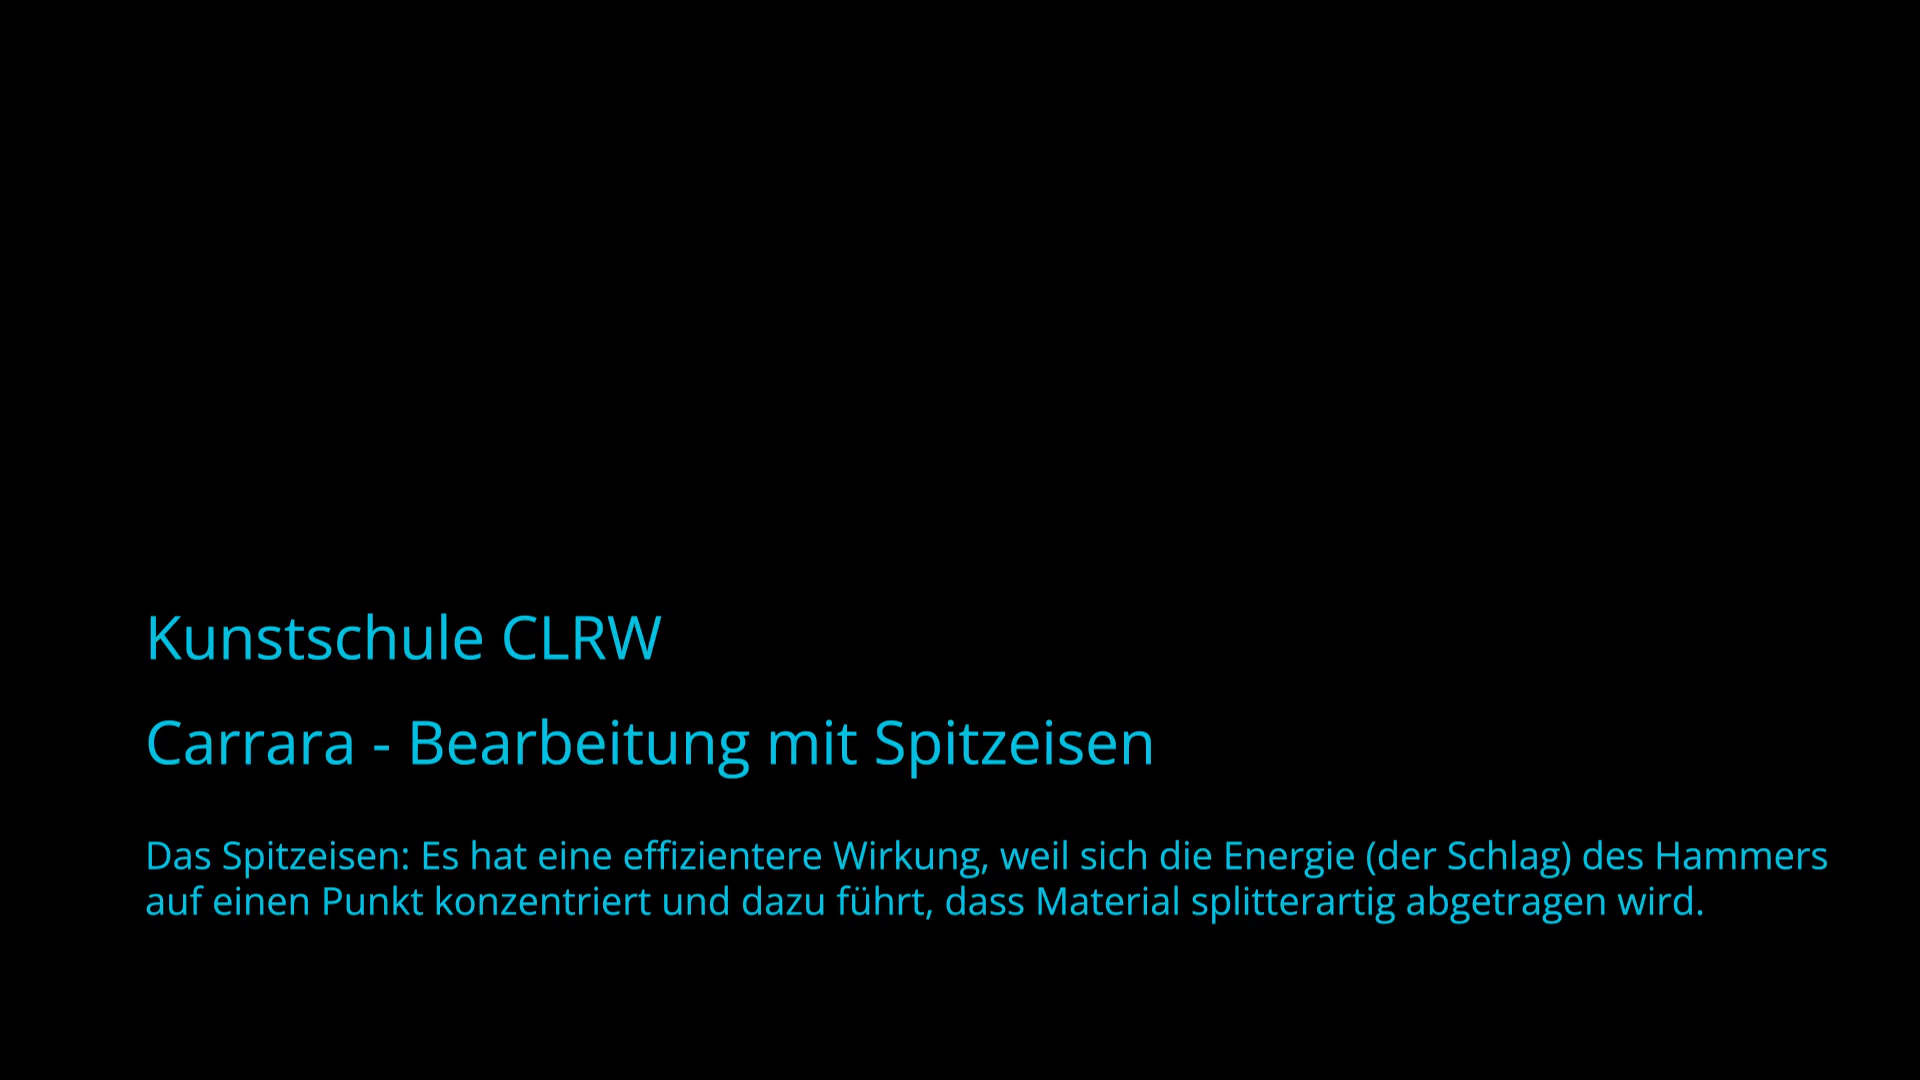 Kunstschule CLRW
Carrara - Bearbeitung mit Spitzeisen
Das Spitzeisen: Es hat eine effizientere Wirkung, weil sich die Energie (der Schlag) des Hammers
auf einen Punkt konzentriert und dazu führt, dass Material splitterartig abgetragen wird.